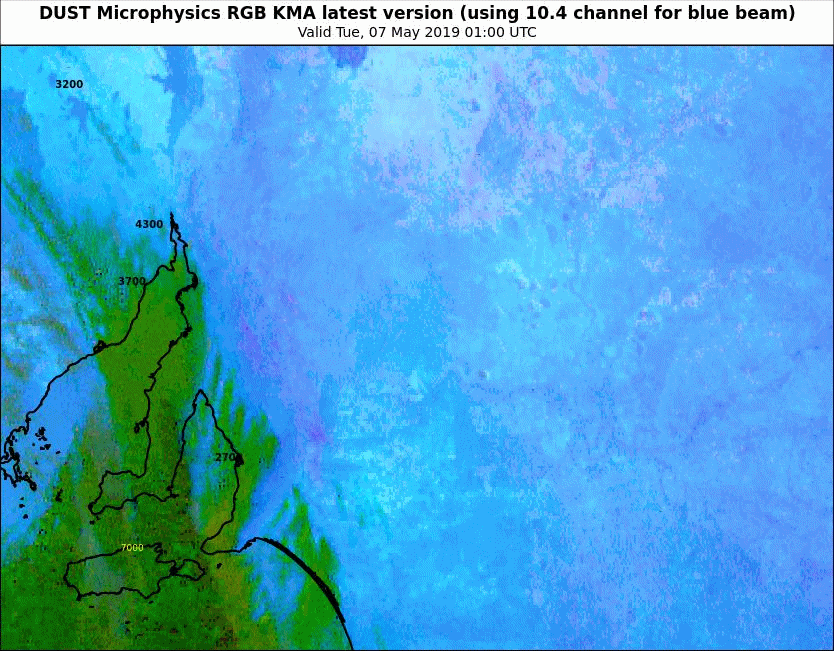 DUST Microphysics RGB KMA latest version (using 10.4 channel for blue beam)
Valid Tue, 07 May 2019 01:00 UTC
3200
4300
3700
2700
7000